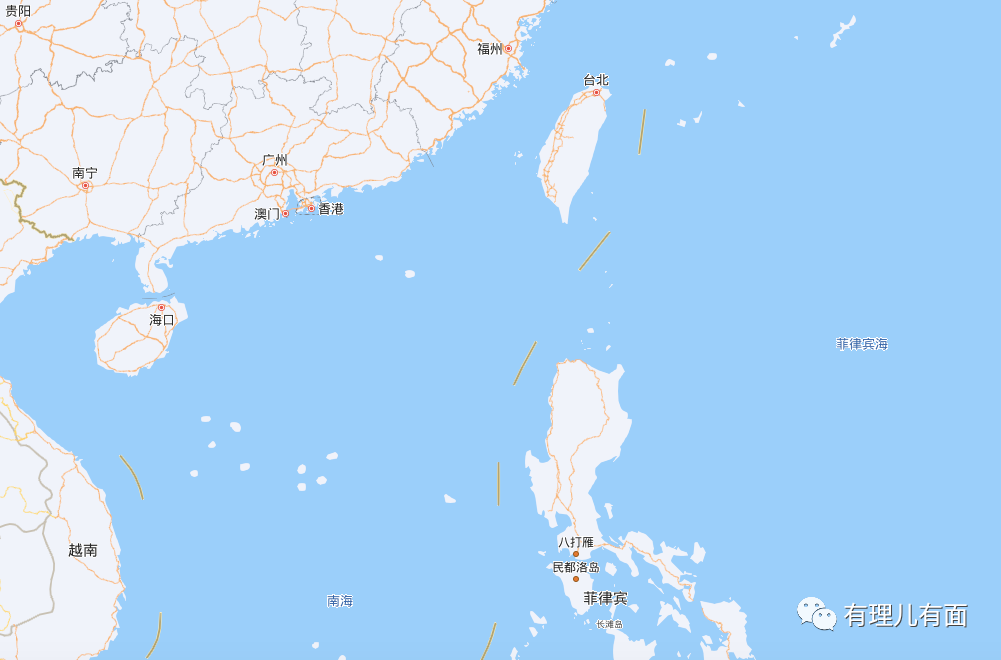 贵阳
福州
台北
广州
南宁
澳门
香港
海口
菲律宾海
越南
八打雁
民都洛岛
菲律宾
南海
长滩岛
有理儿有面